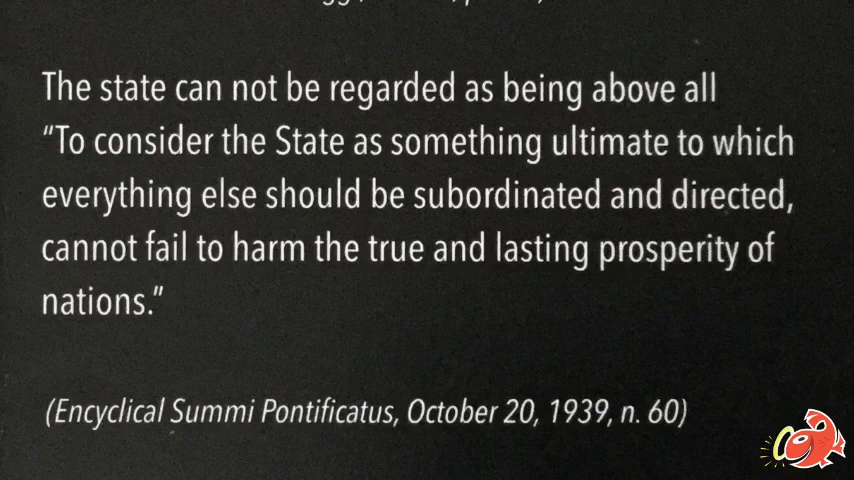 The state can not be regarded as being above all
“To consider the State as something ultimate to which
everything else should be subordinated and directed,
cannot fail to harm the true and lasting prosperity of
nations.”
(Encyclical Summi Pontificatus, October 20, 1939, n. 60)